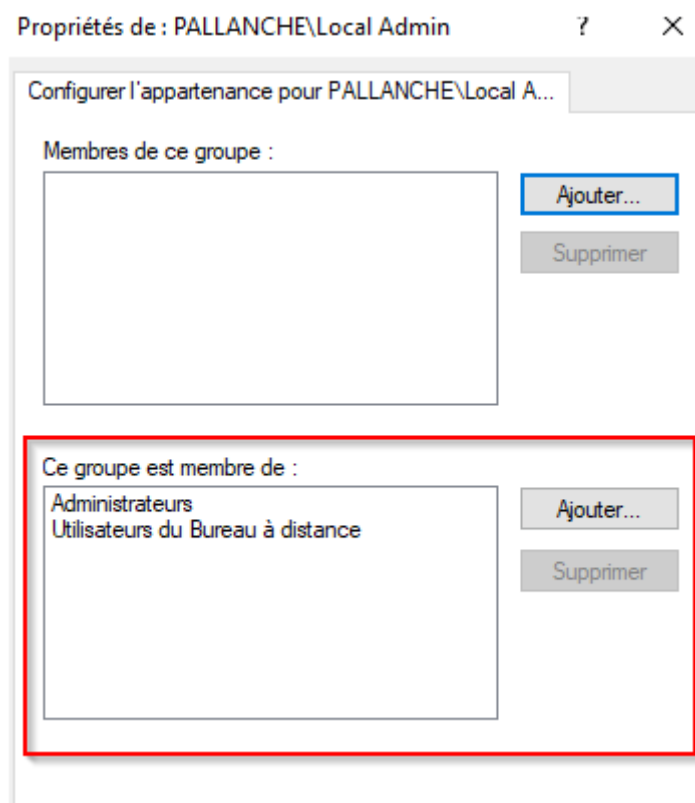 Propriétés de : PALLANCHE\Local Admin ? X
Configurer l'appartenance pour PALLANCHE\Local A...
Membres de ce groupe :
Ajouter...
Supprimer
Ce groupe est membre de :
Administrateurs
Utilisateurs du Bureau à distance
Ajouter...
Supprimer